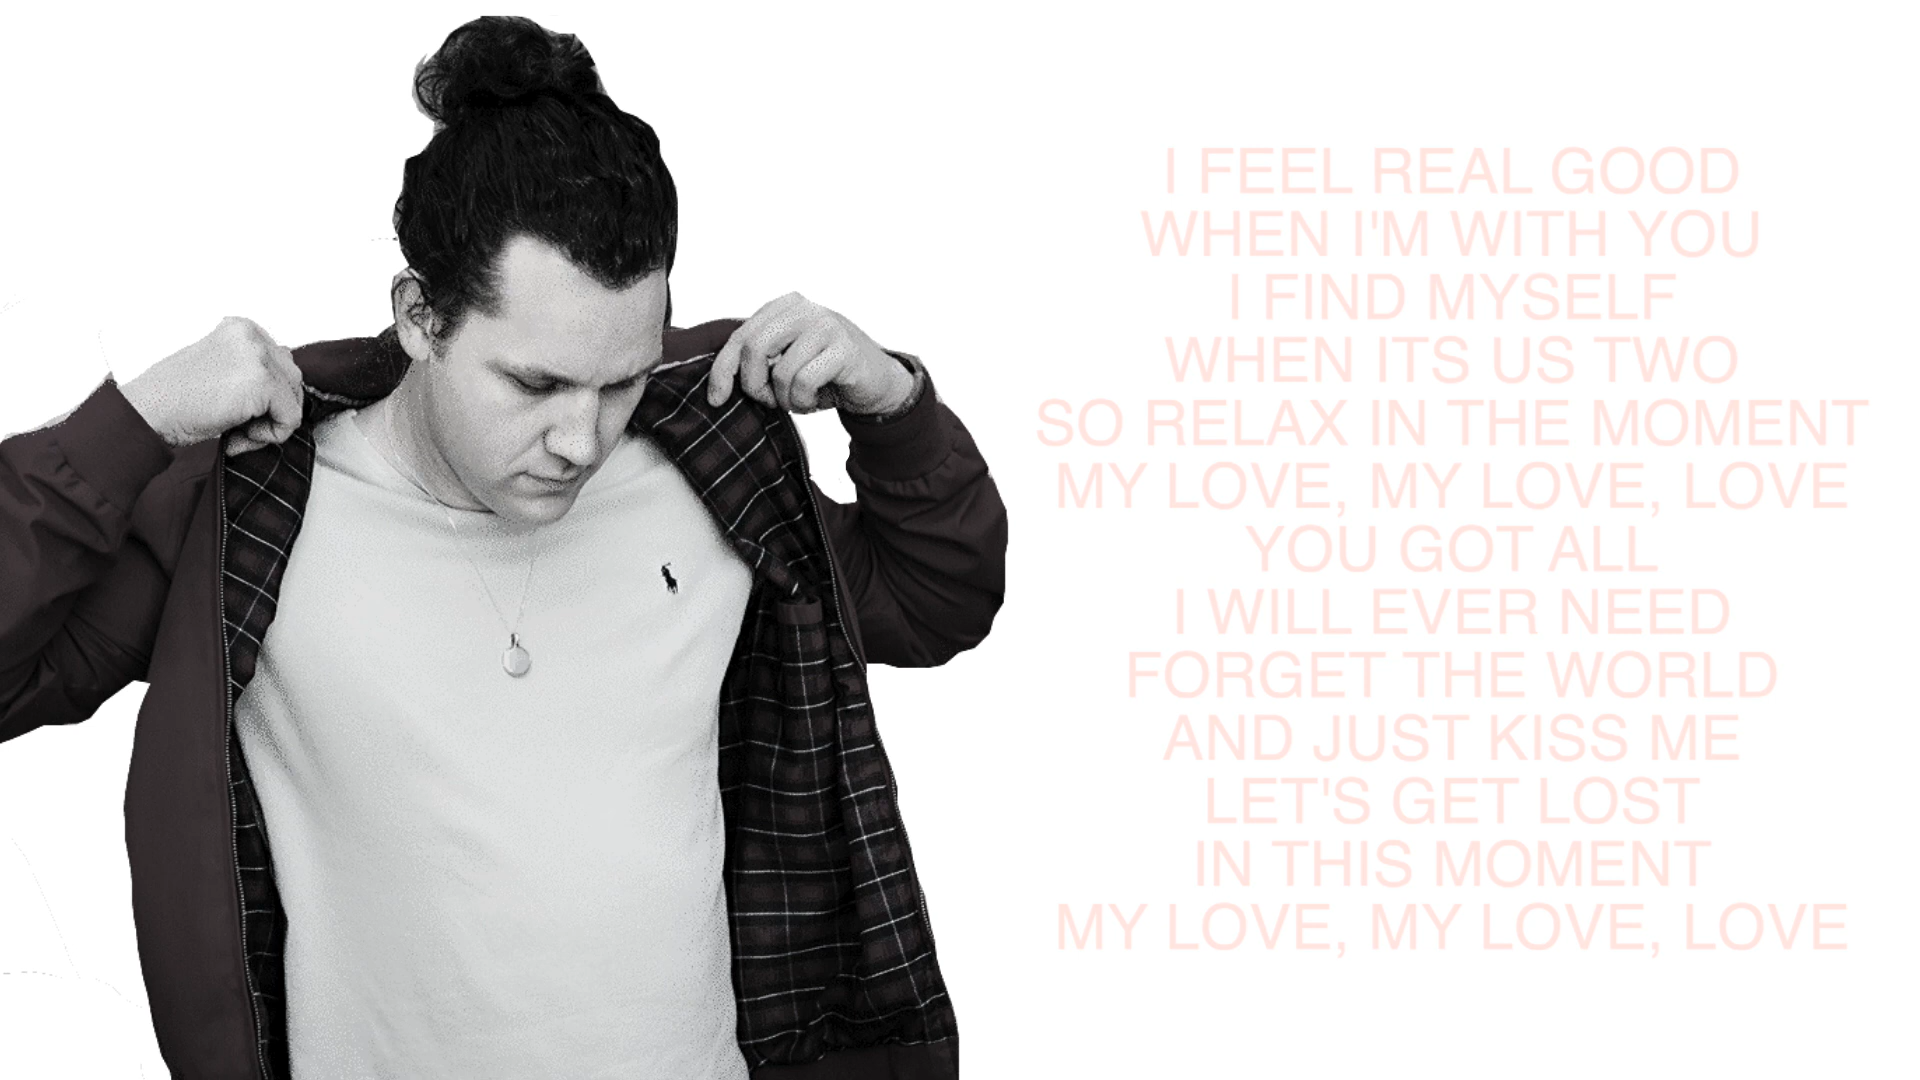 I FEEL REAL GOOD
WHEN I'M WITH YOU
I FIND MYSELF
WHEN ITS US TWO
SO RELAX IN THE MOMENT
MY LOVE, MY LOVE, LOVE
YOU GOT ALL
I WILL EVER NEED
FORGET THE WORLD
AND JUST KISS ME
LET'S GET LOST
IN THIS MOMENT
MY LOVE, MY LOVE, LOVE